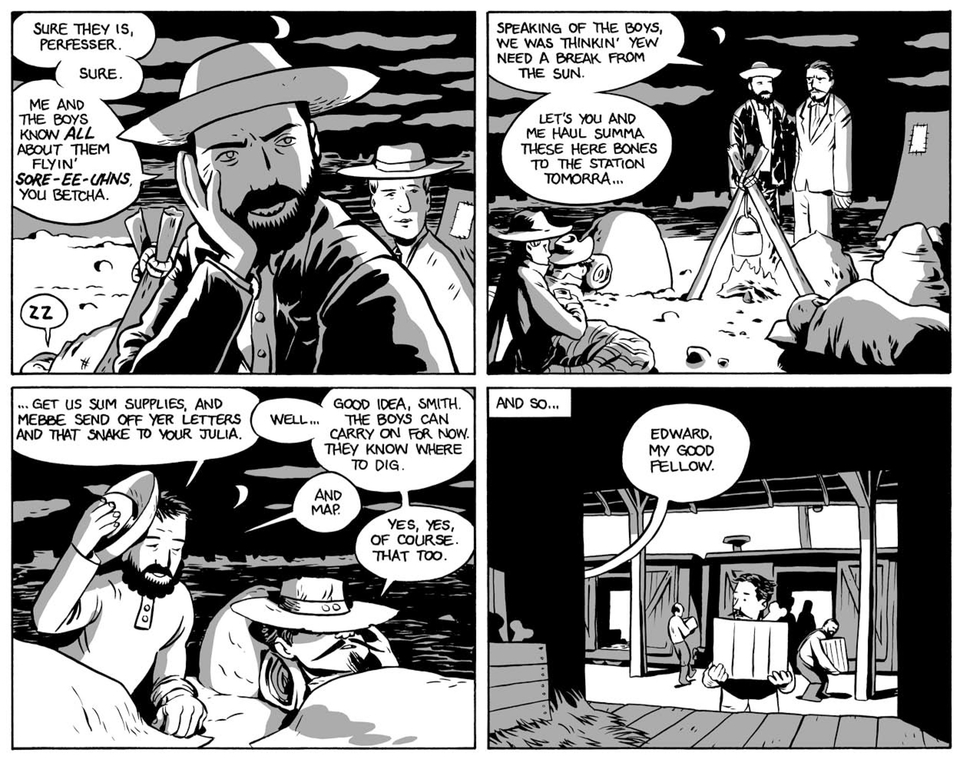 SURE THEY IS,
PERFESSER.
SURE.
ME AND
THE BOYS
KNOW ALL
ABOUT THEM
FLYIN'
SORE-EE-UHNS,
YOU BETCHA.
ZZ
SPEAKING OF THE BOYS,
WE WAS THINKIN' YEW
NEED A BREAK FROM
THE SUN.
LET'S YOU AND
ME HAUL SUMMA
THESE HERE BONES
TO THE STATION
TOMORRA...
... GET US SUM SUPPLIES, AND
MEBBE SEND OFF YER LETTERS
AND THAT SNAKE TO YOUR JULIA.
WELL...
GOOD IDEA, SMITH.
THE BOYS CAN
CARRY ON FOR NOW.
THEY KNOW WHERE
TO DIG.
AND
MAP.
YES, YES,
OF COURSE.
THAT TOO.
AND SO...
EDWARD,
MY GOOD
FELLOW.